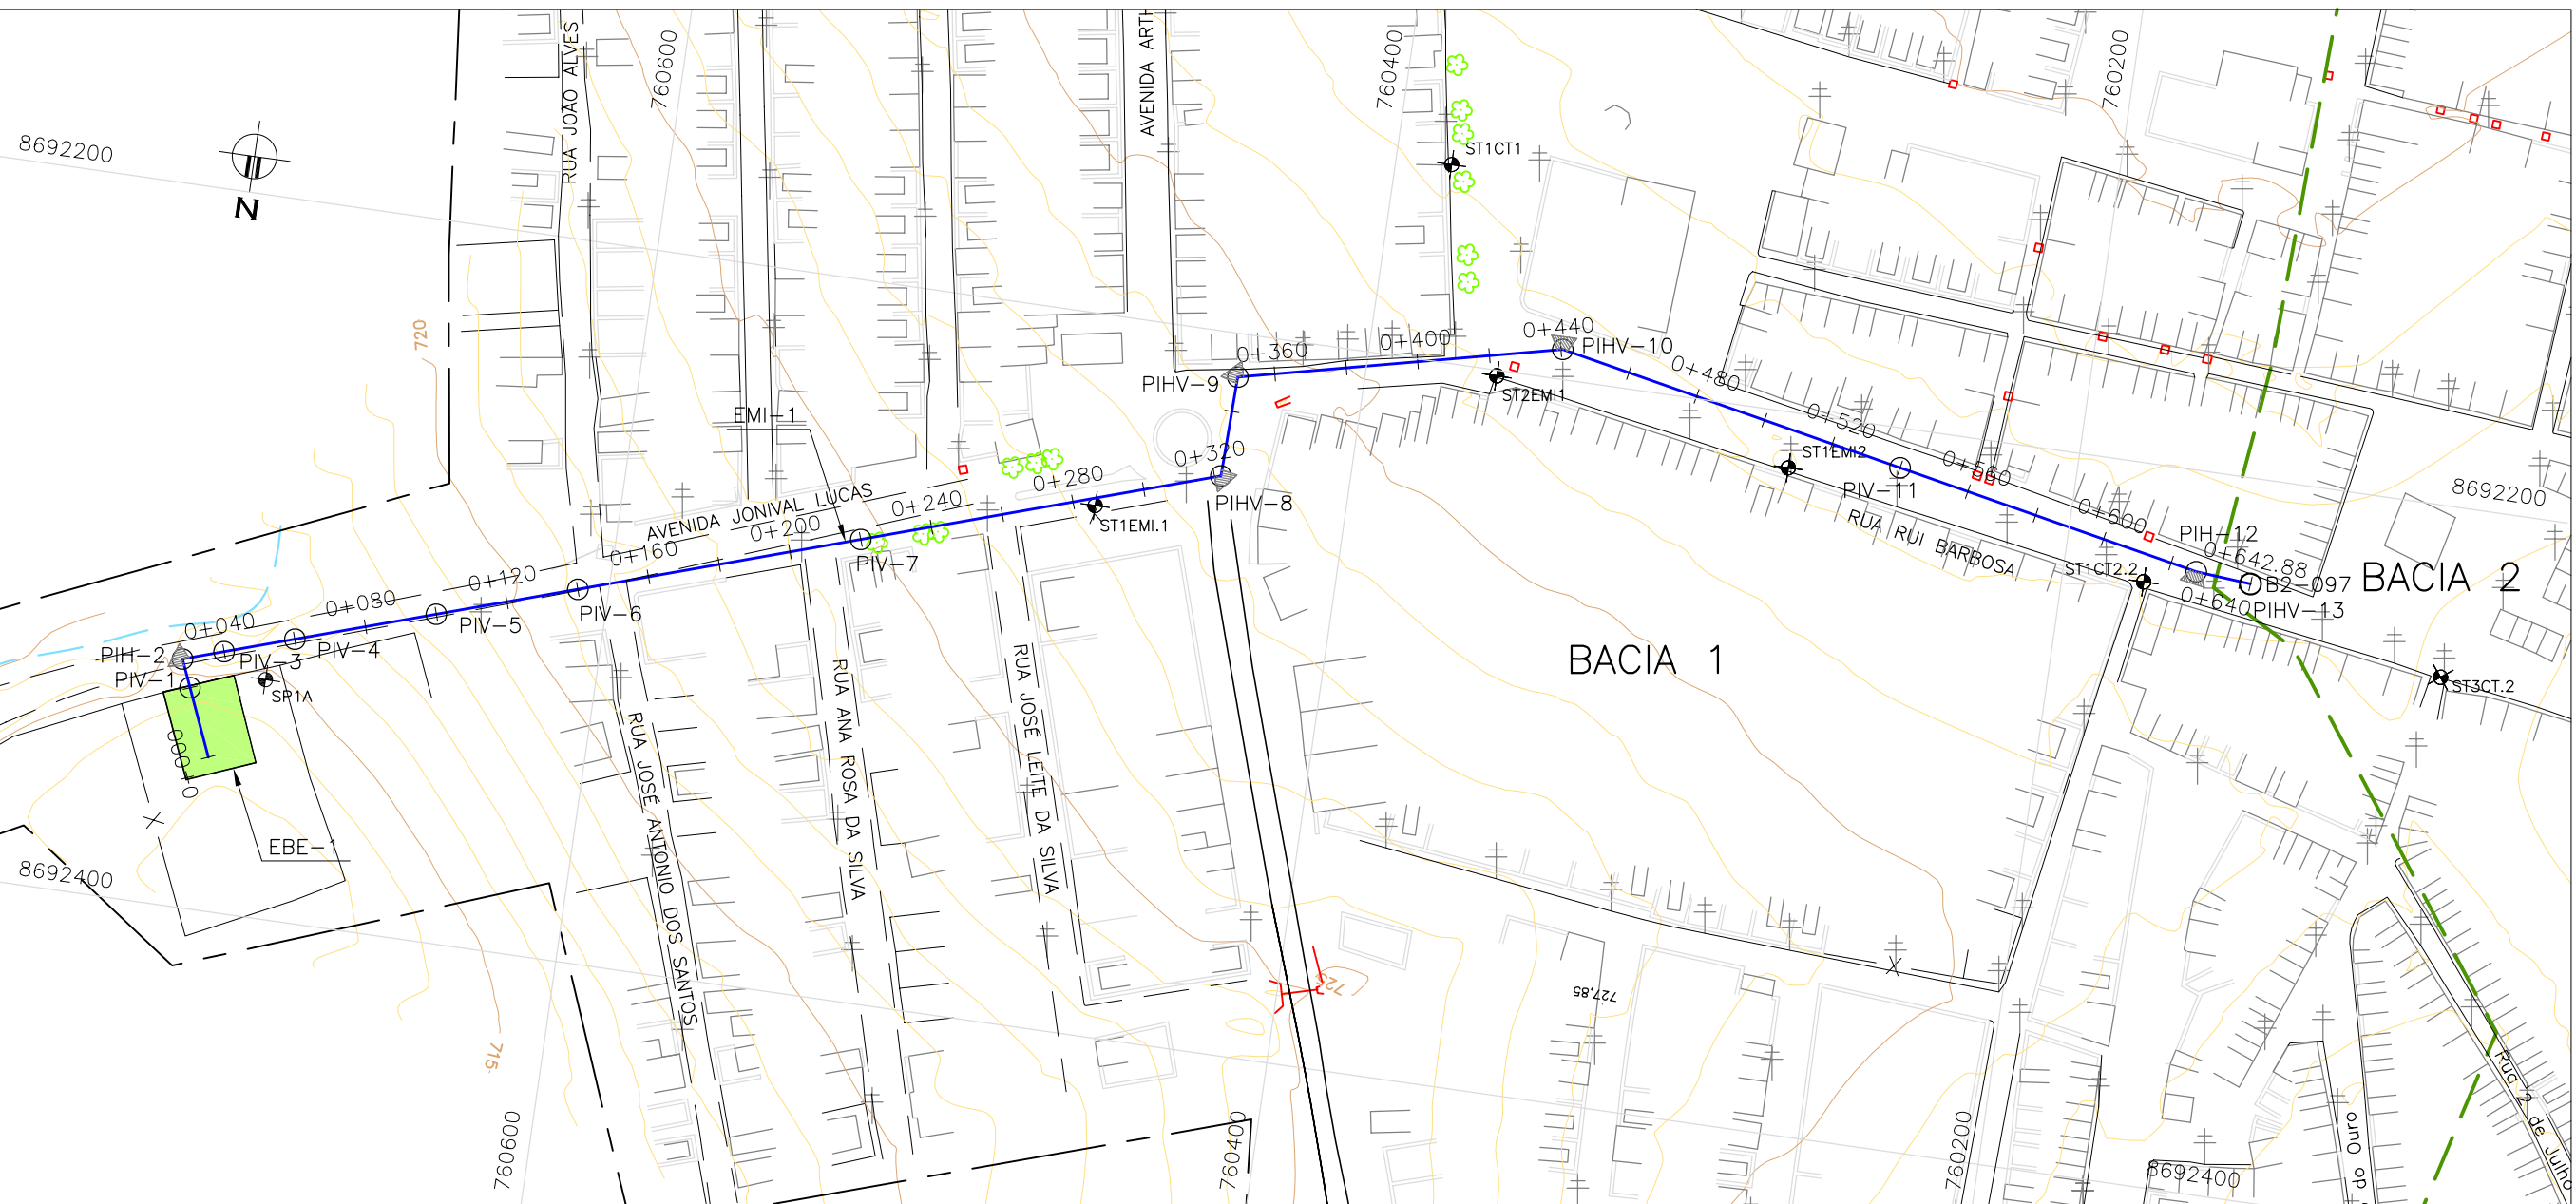 RUA JOÃO ALVES
760600
AVENIDA ART
760400
760200
8692200
N
ST1CT1
720
0+360
0+400
0+440
PIHV-10
PIHV-9
0+480
ST2EMI1
EMI-1
0+520
ST1EMI2
0+560
PIV-11
8692200
0+320
0+280
PIHV-8
AVENIDA JONIVAL LUCAS
0+240
0+200
ST1EMI.1
RUA RUI BARBOSA
0+600
PIH-12
0+642.88
B2-097
BACIA 2
0+160
PIV-7
0+120
0+080
PIV-6
ST1CT2.2
0+640
PIHV-13
0+040
PIV-5
PIH-2
PIV-3
PIV-4
PIV-1
SP1A
BACIA 1
ST3CT.2
0+000
RUA JOSÉ ANTONIO DOS SANTOS
RUA ANA ROSA DA SILVA
RUA JOSÉ LEITE DA SILVA
EBE-1
8692400
725
727,85
715
Rua 2 de Julho
do Ouro
760600
760400
760200
8692400